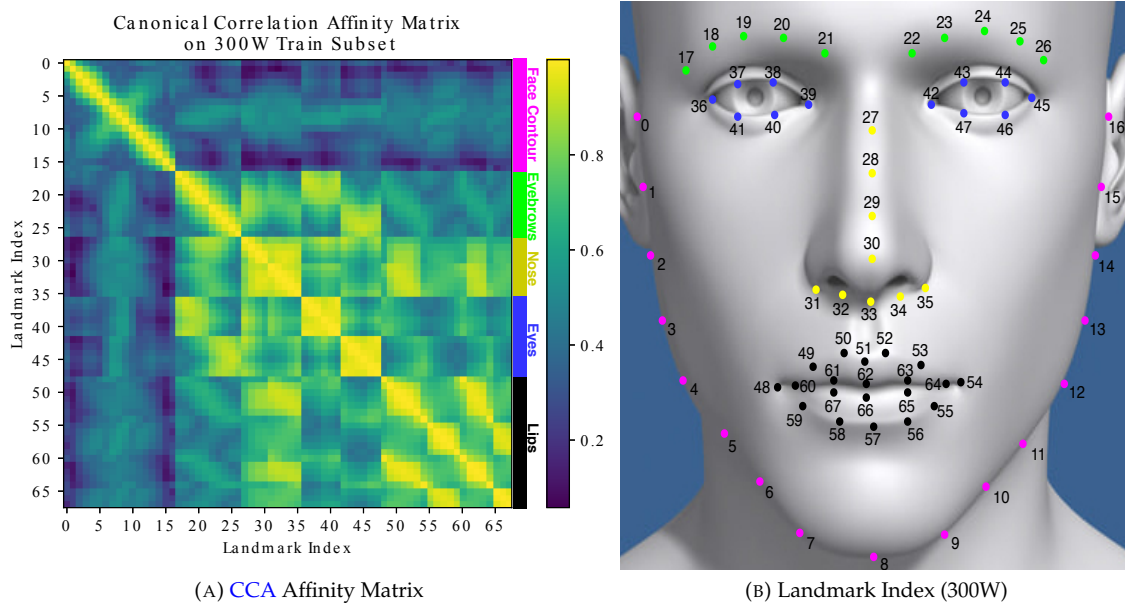 Canonical Correlation Affinity Matrix
on 300W Train Subset
Landmark Index
0
5
10
15
20
25
30
35
40
45
50
55
60
65
0 5 10 15 20 25 30 35 40 45 50 55 60 65
Landmark Index
Face Contour
Eyebrows
Nose
Eyes
Lips
0.8
0.6
0.4
0.2
(A) CCA Affinity Matrix
17 18 19 20 21 22 23 24 25 26
36 37 38 39 42 43 44 45
41 40 47 46
0 27 16
28
1 29 15
2 30 14
31 32 33 34 35
3 13
50 51 52
49 61 62 63 53
4 48 60 64 54 12
59 67 66 65 55
58 57 56
5 11
6 10
7 8 9
(B) Landmark Index (300W)